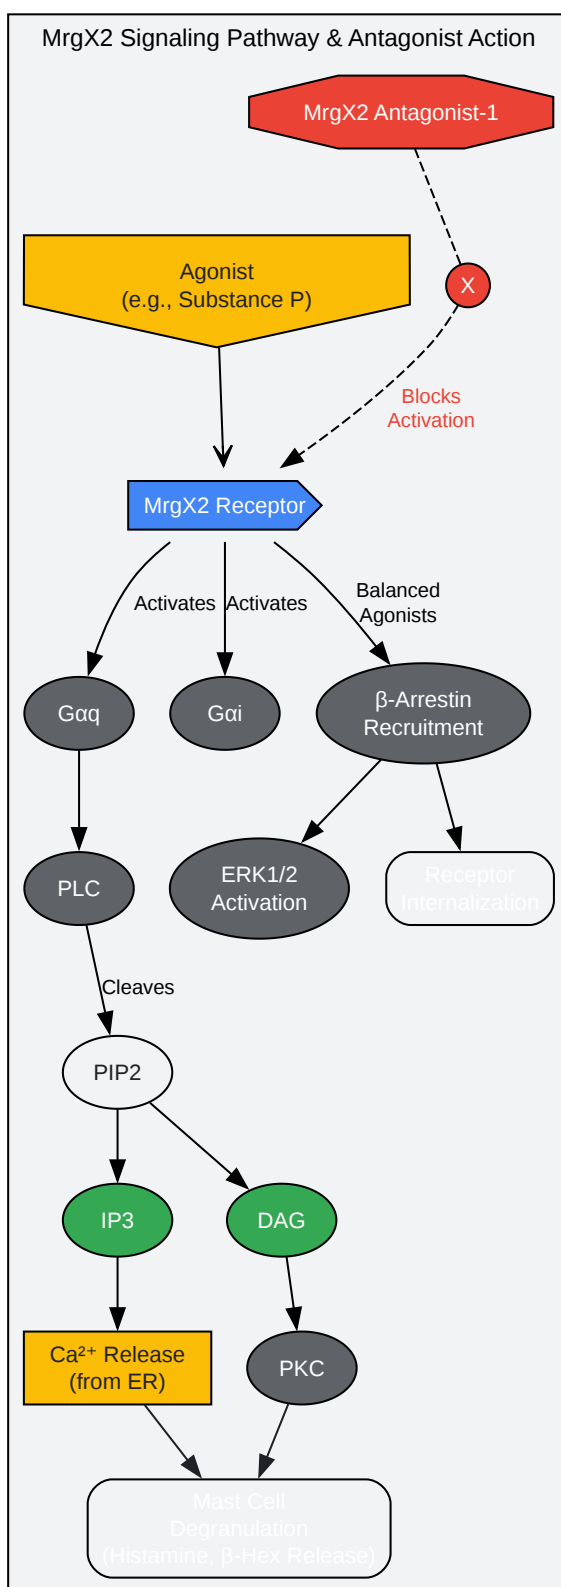 MrgX2 Signaling Pathway & Antagonist Action
MrgX2 Antagonist-1
Agonist
(e.g., Substance P)
X
Blocks
Activation
MrgX2 Receptor
Activates
Activates
Balanced
Agonists
Gαq
Gαi
β-Arrestin
Recruitment
PLC
ERK1/2
Activation
Receptor
Internalization
Cleaves
PIP2
IP3
DAG
Ca²⁺ Release
(from ER)
PKC
Mast Cell
Degranulation
(Histamine, β-Hex Release)